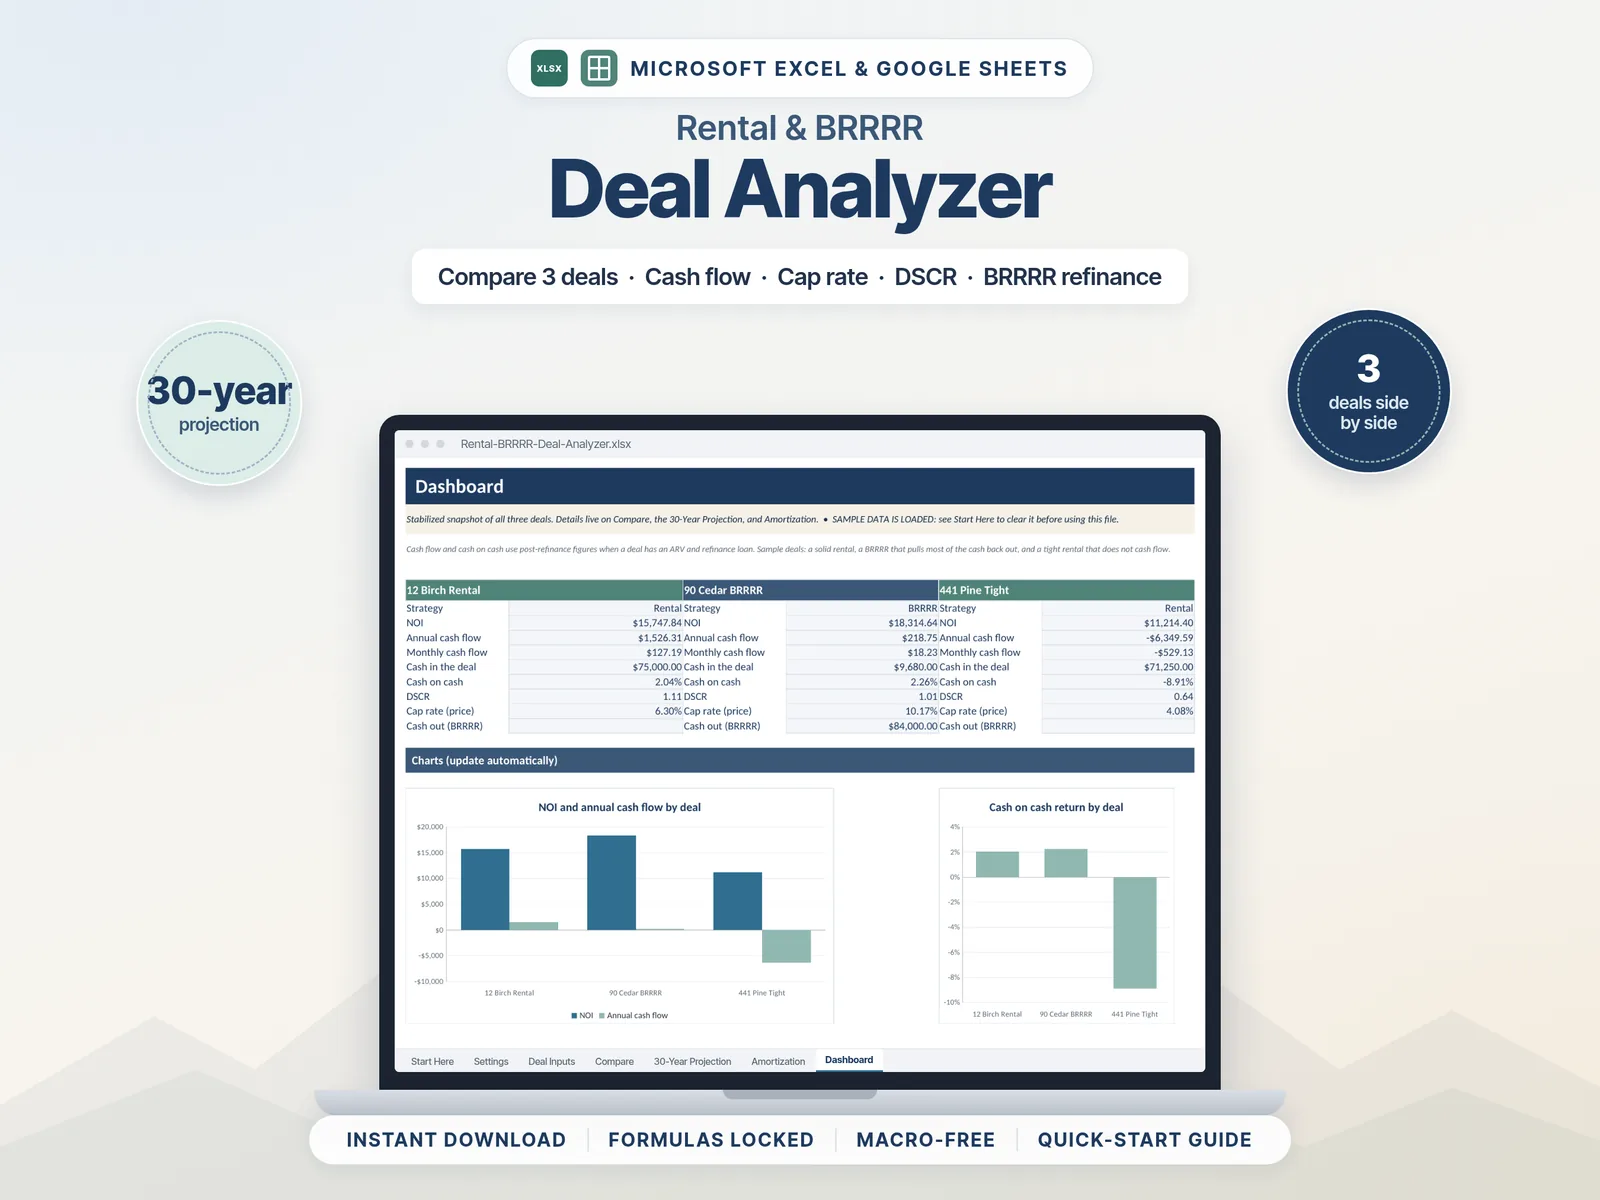 XLSX MICROSOFT EXCEL & GOOGLE SHEETS
Rental & BRRRR
Deal Analyzer
Compare 3 deals · Cash flow · Cap rate · DSCR · BRRRR refinance
30-year
projection
3
deals side
by side
Rental-BRRRR-Deal-Analyzer.xlsx
Dashboard
Stabilized snapshot of all three deals. Details live on Compare, the 30-Year Projection, and Amortization. • SAMPLE DATA IS LOADED: see Start Here to clear it before using this file.
Cash flow and cash on cash use post-refinance figures when a deal has an ARV and refinance loan. Sample deals: a solid rental, a BRRRR that pulls most of the cash back out, and a tight rental that does not cash flow.
12 Birch Rental 90 Cedar BRRRR 441 Pine Tight
Strategy Rental Strategy BRRRR Strategy Rental
NOI $15,747.84 NOI $18,314.64 NOI $11,214.40
Annual cash flow $1,526.31 Annual cash flow $218.75 Annual cash flow -$6,349.59
Monthly cash flow $127.19 Monthly cash flow $18.23 Monthly cash flow -$529.13
Cash in the deal $75,000.00 Cash in the deal $9,680.00 Cash in the deal $71,250.00
Cash on cash 2.04% Cash on cash 2.26% Cash on cash -8.91%
DSCR 1.11 DSCR 1.01 DSCR 0.64
Cap rate (price) 6.30% Cap rate (price) 10.17% Cap rate (price) 4.08%
Cash out (BRRRR) Cash out (BRRRR) $84,000.00 Cash out (BRRRR)
Charts (update automatically)
NOI and annual cash flow by deal
$20,000
$15,000
$10,000
$5,000
$0
-$5,000
-$10,000
12 Birch Rental 90 Cedar BRRRR 441 Pine Tight
NOI Annual cash flow
Cash on cash return by deal
4%
2%
0%
-2%
-4%
-6%
-8%
-10%
12 Birch Rental 90 Cedar BRRRR 441 Pine Tight
Start Here Settings Deal Inputs Compare 30-Year Projection Amortization Dashboard
INSTANT DOWNLOAD FORMULAS LOCKED MACRO-FREE QUICK-START GUIDE